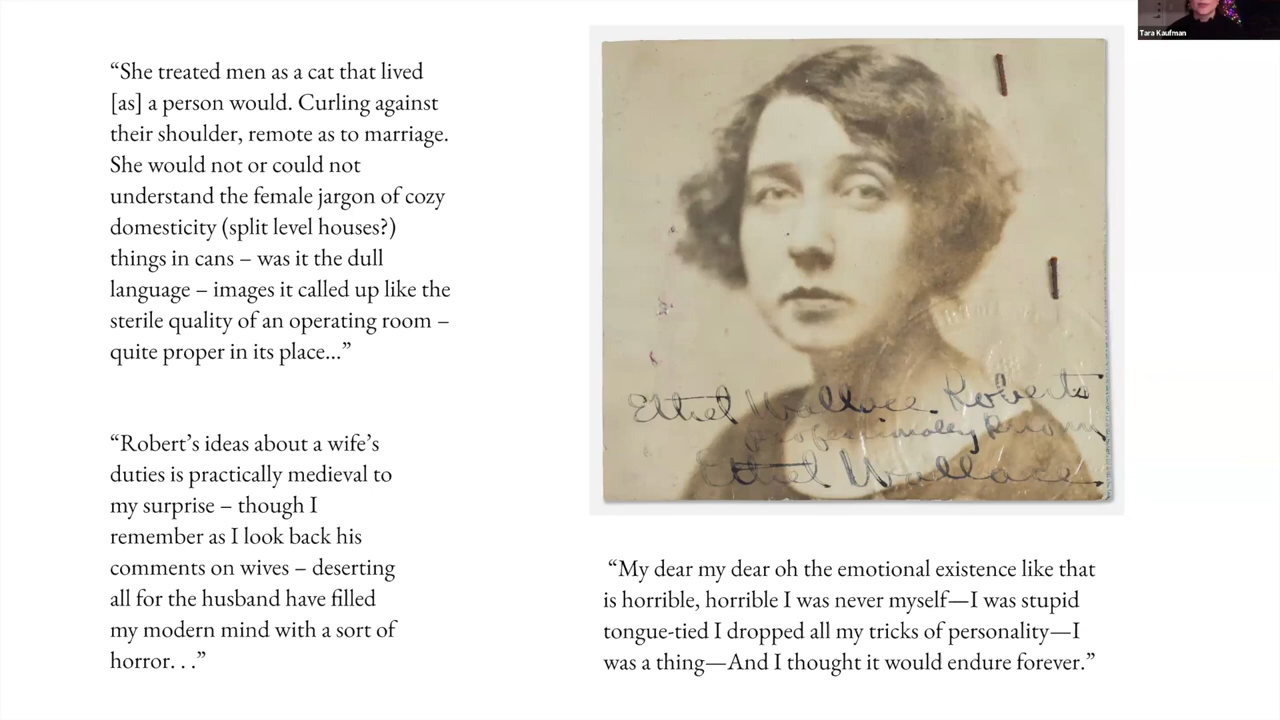 “She treated men as a cat that lived
[as] a person would. Curling against
their shoulder, remote as to marriage.
She would not or could not
understand the female jargon of cozy
domesticity (split level houses?)
things in cans – was it the dull
language – images it called up like the
sterile quality of an operating room –
quite proper in its place...”
“Robert’s ideas about a wife’s
duties is practically medieval to
my surprise – though I
remember as I look back his
comments on wives – deserting
all for the husband have filled
my modern mind with a sort of
horror. . .”
Ethel Wallace Roberts
professionally known
Ethel Wallace
“My dear my dear oh the emotional existence like that
is horrible, horrible I was never myself—I was stupid
tongue-tied I dropped all my tricks of personality—I
was a thing—And I thought it would endure forever.”
Tara Kaufman